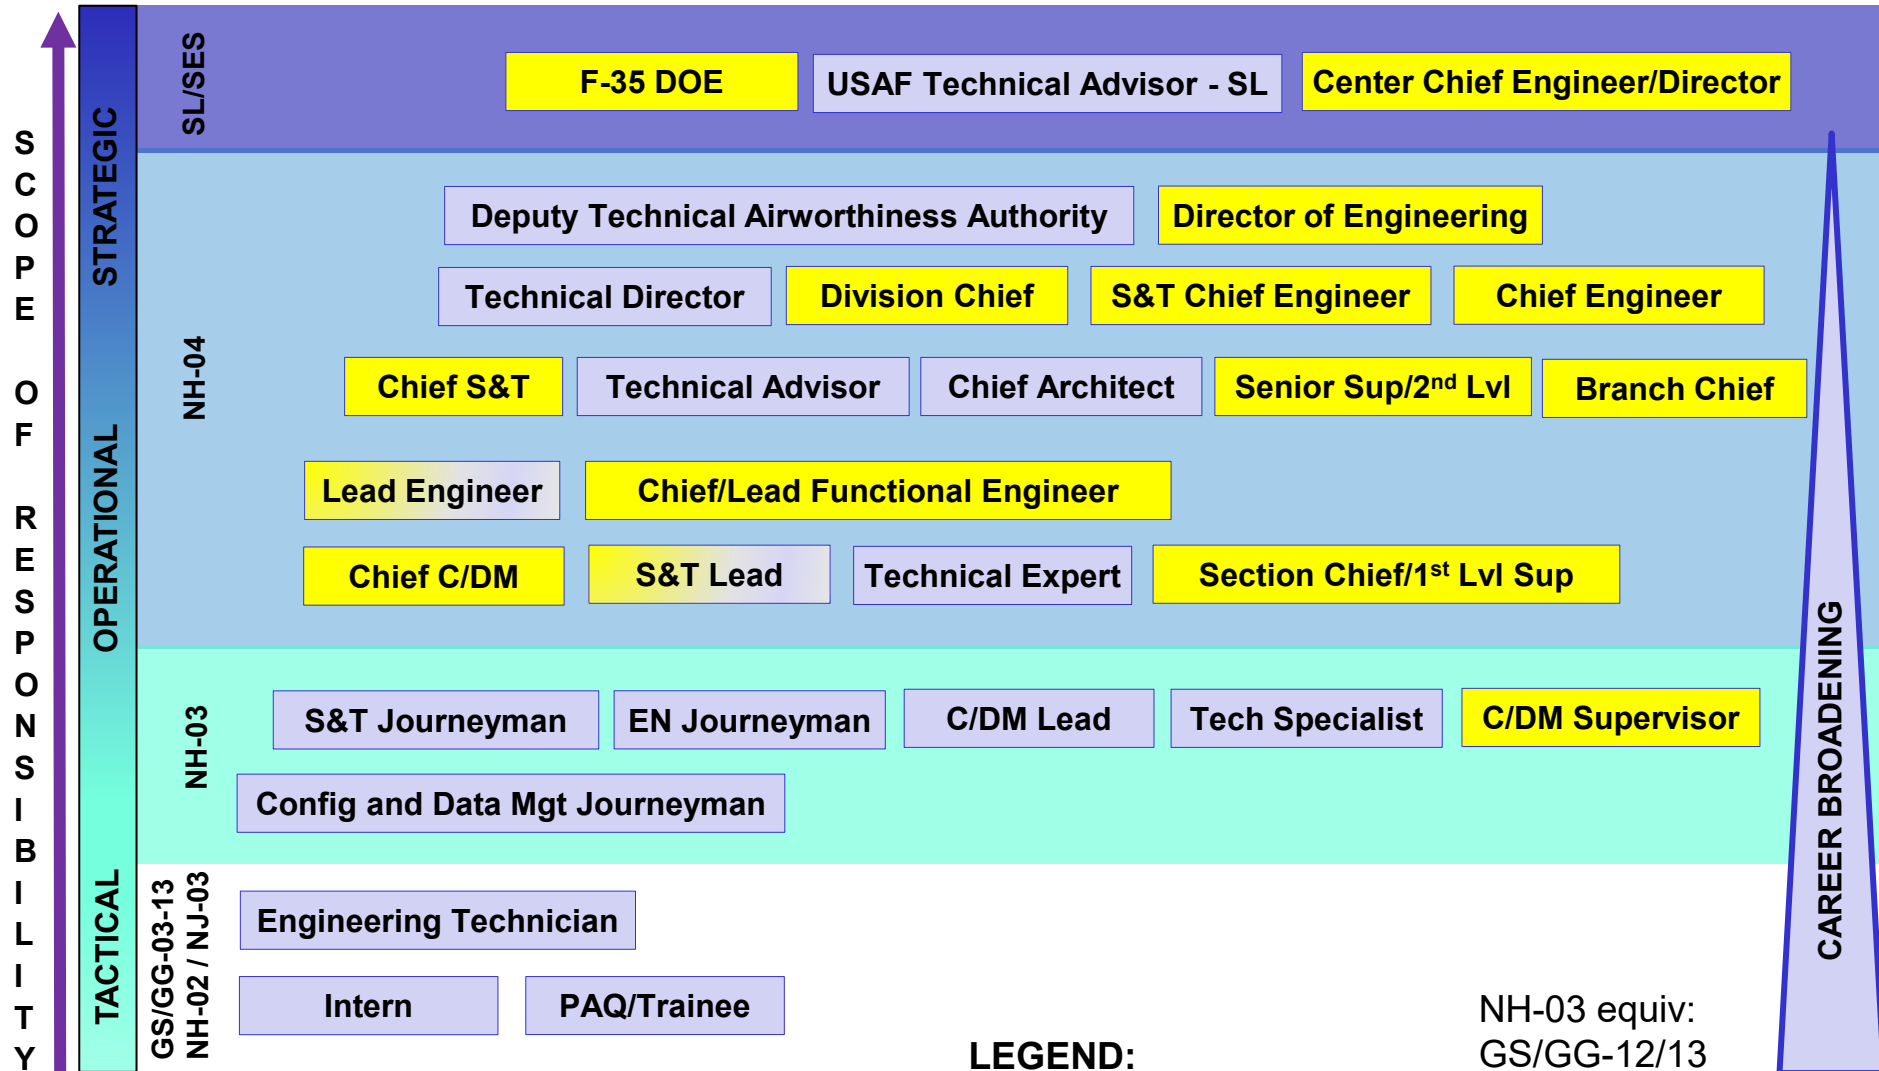 SCOPE OF RESPONSIBILITY
STRATEGIC
OPERATIONAL
TACTICAL
SL/SES
F-35 DOE
USAF Technical Advisor - SL
Center Chief Engineer/Director
NH-04
Deputy Technical Airworthiness Authority
Director of Engineering
Technical Director
Division Chief
S&T Chief Engineer
Chief Engineer
Chief S&T
Technical Advisor
Chief Architect
Senior Sup/2nd Lvl
Branch Chief
Lead Engineer
Chief/Lead Functional Engineer
Chief C/DM
S&T Lead
Technical Expert
Section Chief/1st Lvl Sup
NH-03
S&T Journeyman
EN Journeyman
C/DM Lead
Tech Specialist
C/DM Supervisor
Config and Data Mgt Journeyman
GS/GG-03-13
NH-02 / NJ-03
Engineering Technician
Intern
PAQ/Trainee
CAREER BROADENING
LEGEND:
NH-03 equiv:
GS/GG-12/13